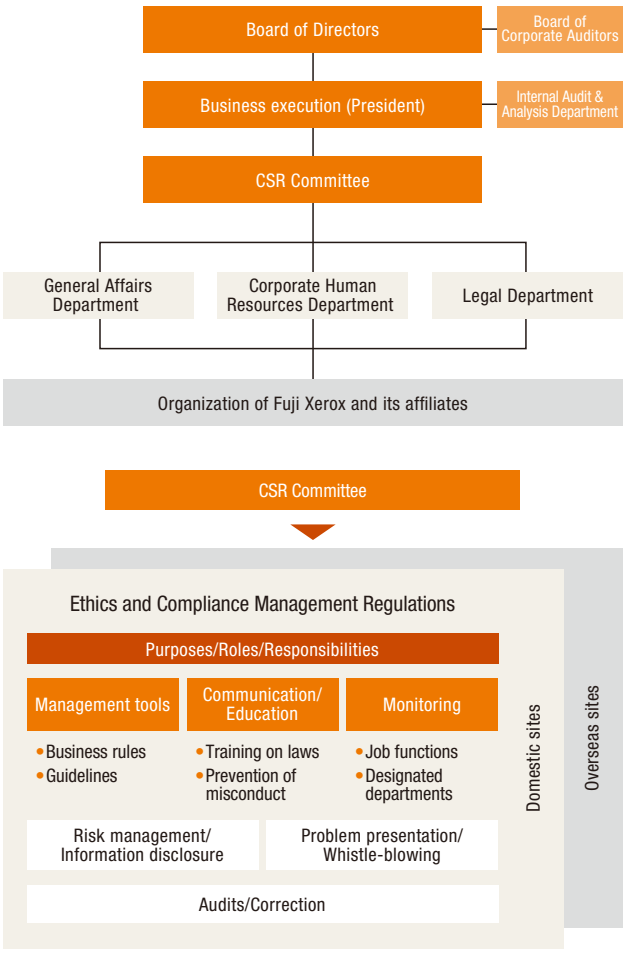 Board of Directors
Board of
Corporate Auditors
Business execution (President)
Internal Audit &
Analysis Department
CSR Committee
General Affairs
Department
Corporate Human
Resources Department
Legal Department
Organization of Fuji Xerox and its affiliates
CSR Committee
Ethics and Compliance Management Regulations
Purposes/Roles/Responsibilities
Management tools
Communication/
Education
Monitoring
•Business rules
•Guidelines
•Training on laws
•Prevention of
misconduct
•Job functions
•Designated
departments
Risk management/
Information disclosure
Problem presentation/
Whistle-blowing
Audits/Correction
Domestic sites
Overseas sites